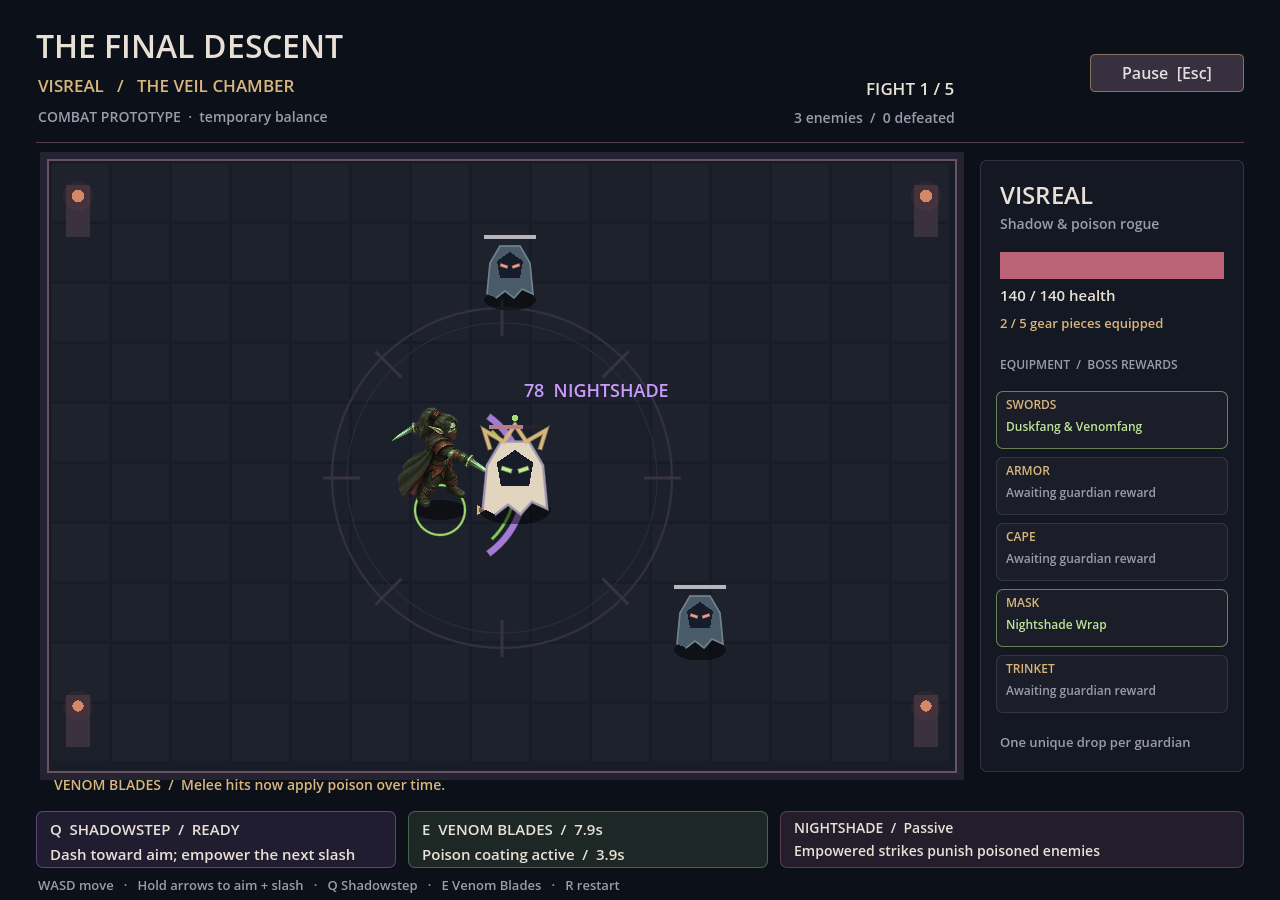 THE FINAL DESCENT
VISREAL / THE VEIL CHAMBER
COMBAT PROTOTYPE · temporary balance
FIGHT 1 / 5
3 enemies / 0 defeated
Pause [Esc]
78 NIGHTSHADE
VISREAL
Shadow & poison rogue
140 / 140 health
2 / 5 gear pieces equipped
EQUIPMENT / BOSS REWARDS
SWORDS
Duskfang & Venomfang
ARMOR
Awaiting guardian reward
CAPE
Awaiting guardian reward
MASK
Nightshade Wrap
TRINKET
Awaiting guardian reward
One unique drop per guardian
VENOM BLADES / Melee hits now apply poison over time.
Q SHADOWSTEP / READY
Dash toward aim; empower the next slash
E VENOM BLADES / 7.9s
Poison coating active / 3.9s
NIGHTSHADE / Passive
Empowered strikes punish poisoned enemies
WASD move · Hold arrows to aim + slash · Q Shadowstep · E Venom Blades · R restart